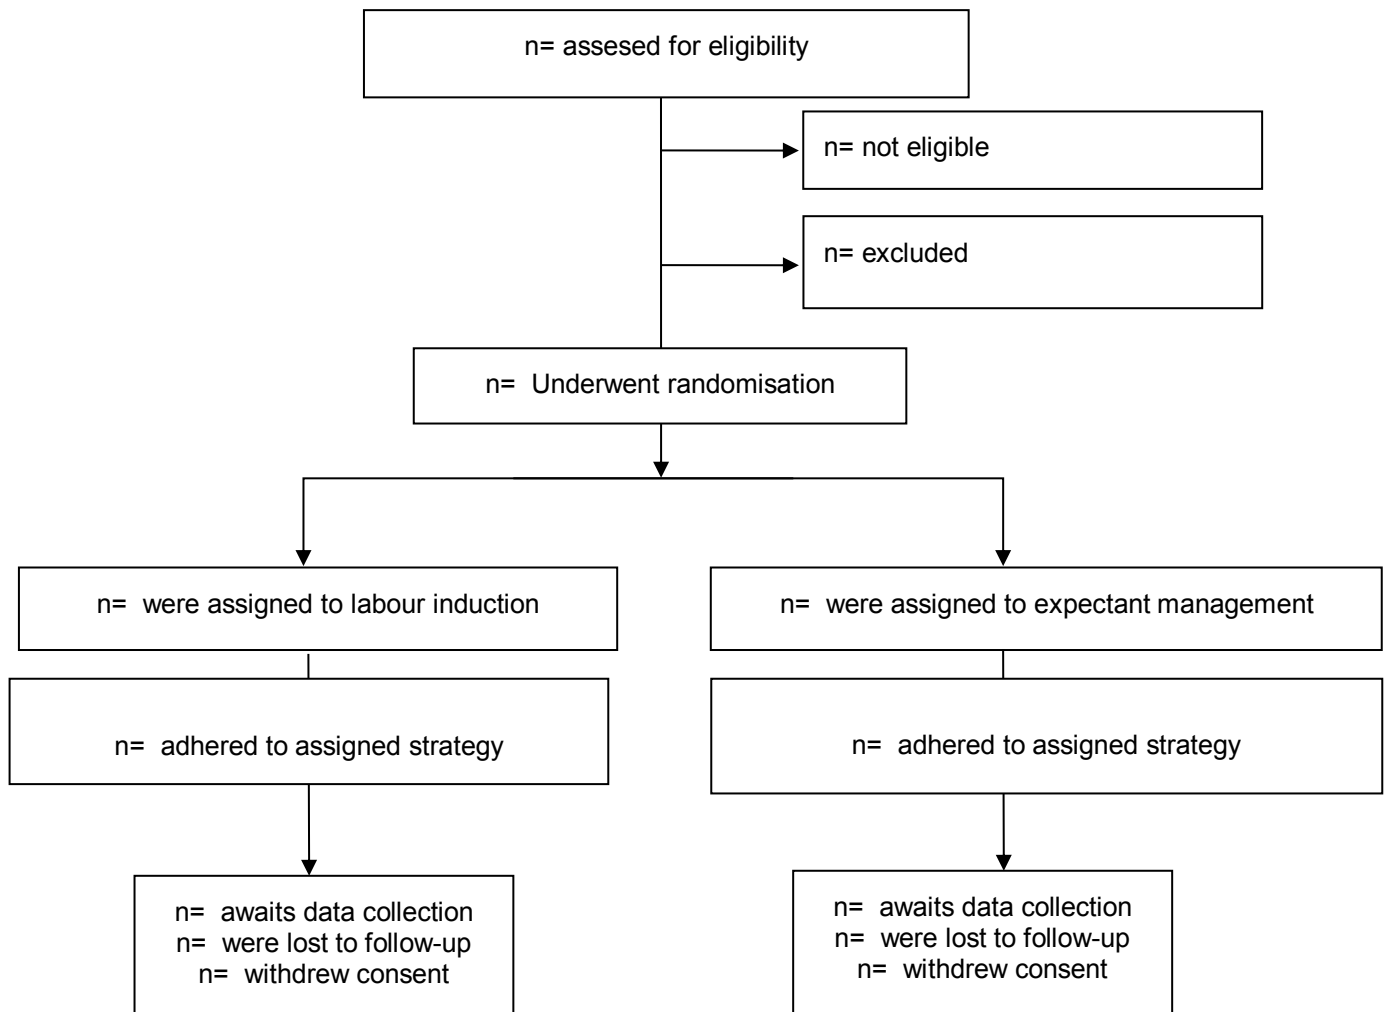 n= assesed for eligibility
n= not eligible
n= excluded
n= Underwent randomisation
n= were assigned to labour induction
n= were assigned to expectant management
n= adhered to assigned strategy
n= adhered to assigned strategy
n= awaits data collection
n= were lost to follow-up
n= withdrew consent
n= awaits data collection
n= were lost to follow-up
n= withdrew consent